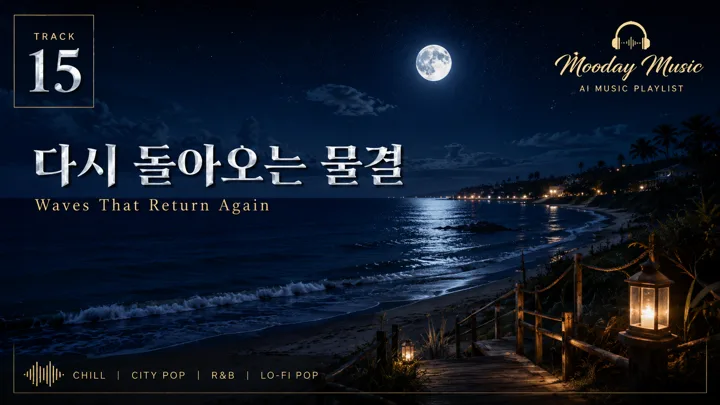 TRACK
15
Mooday Music
AI MUSIC PLAYLIST
다시 돌아오는 물결
Waves That Return Again
CHILL | CITY POP | R&B | LO-FI POP